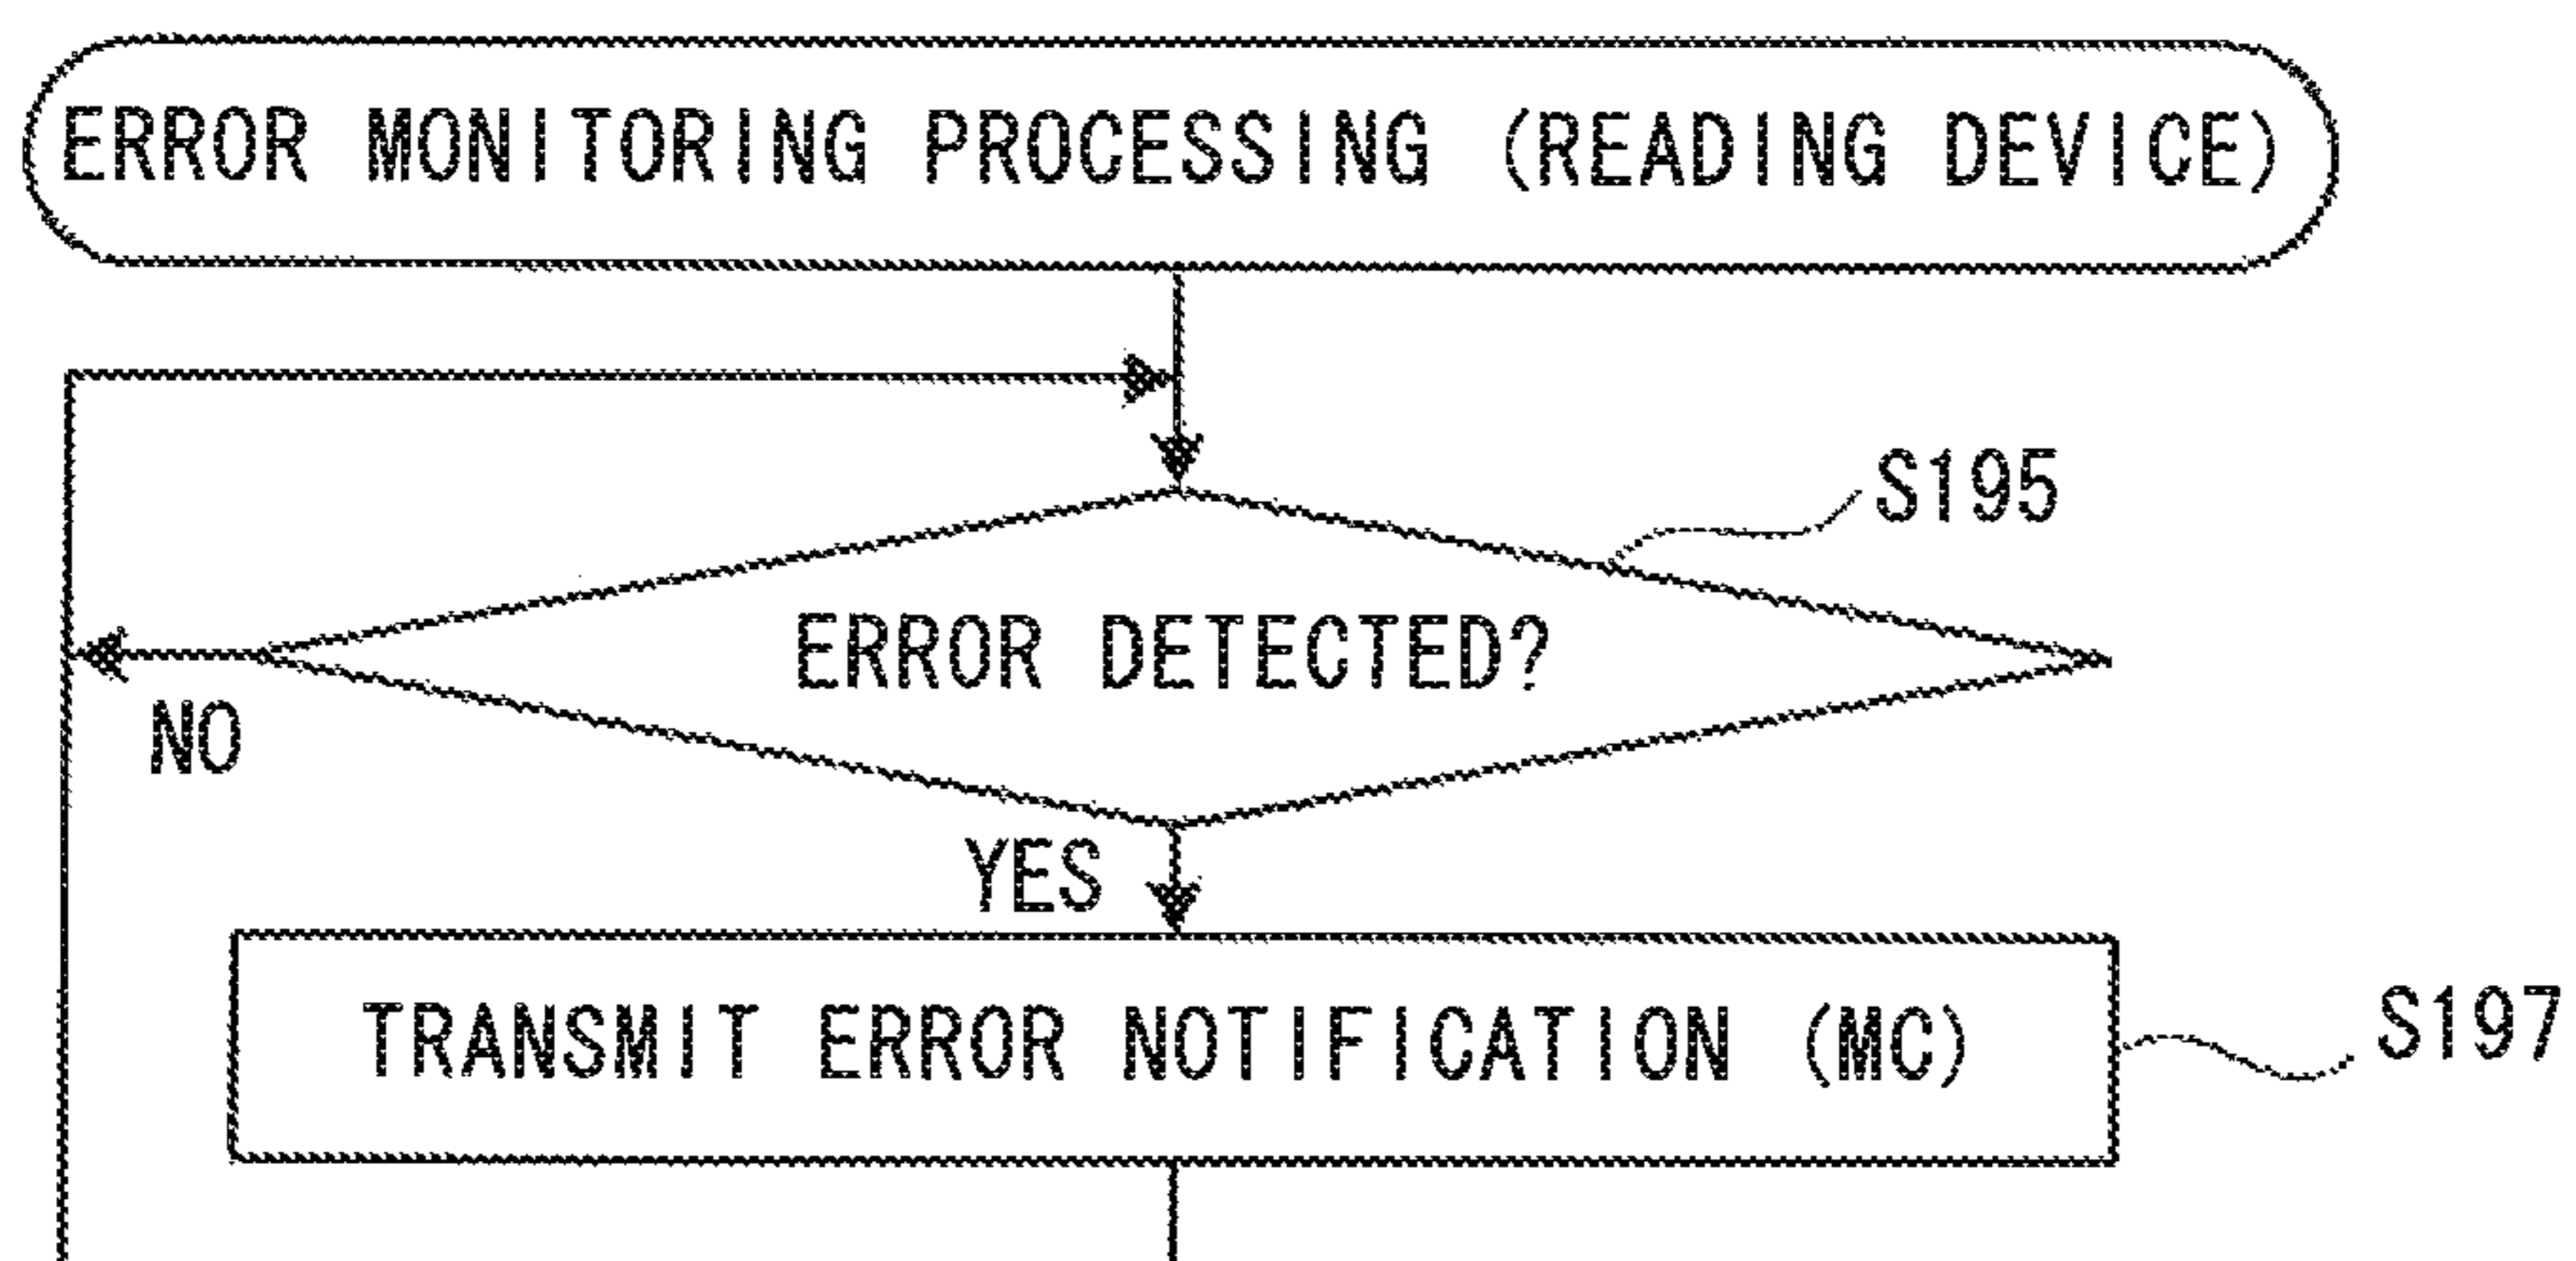 ERROR MONITORING PROCESSING (READING DEVICE)
S195
ERROR DETECTED?
NO
YES
TRANSMIT ERROR NOTIFICATION (MC)
S197